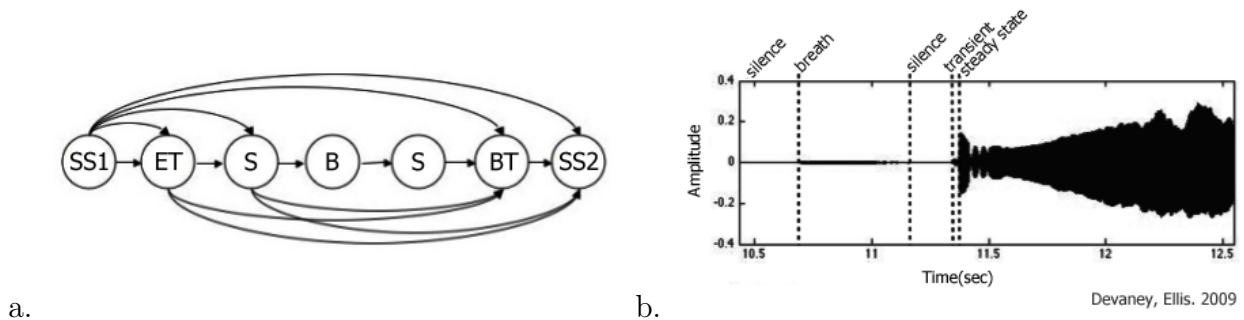 SS1 ET S B S BT SS2
a.
silence breath silence transient steady state
0.4
0.2
0
-0.2
-0.4
Amplitude
10.5 11 11.5 12 12.5
Time(sec)
Devaney, Ellis. 2009
b.